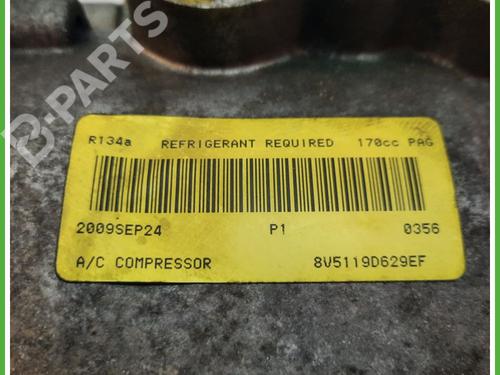 B-PARTS
R134a REFRIGERANT REQUIRED 170cc PAG
2009SEP24 P1 0356
A/C COMPRESSOR 8V5119D629EF